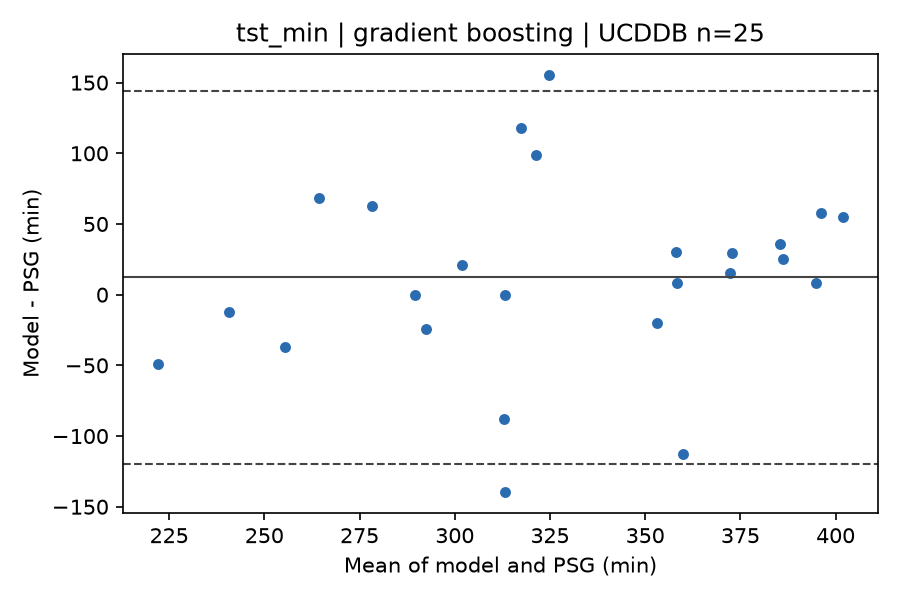 tst_min | gradient boosting | UCDDB n=25
150
100
50
0
−50
−100
−150
Model - PSG (min)
225 250 275 300 325 350 375 400
Mean of model and PSG (min)